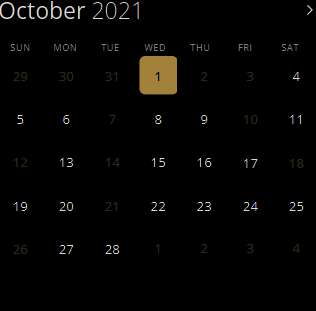 October 2021
SUN MON TUE WED THU FRI SAT
29 30 31 1 2 3 4
5 6 7 8 9 10 11
12 13 14 15 16 17 18
19 20 21 22 23 24 25
26 27 28 1 2 3 4